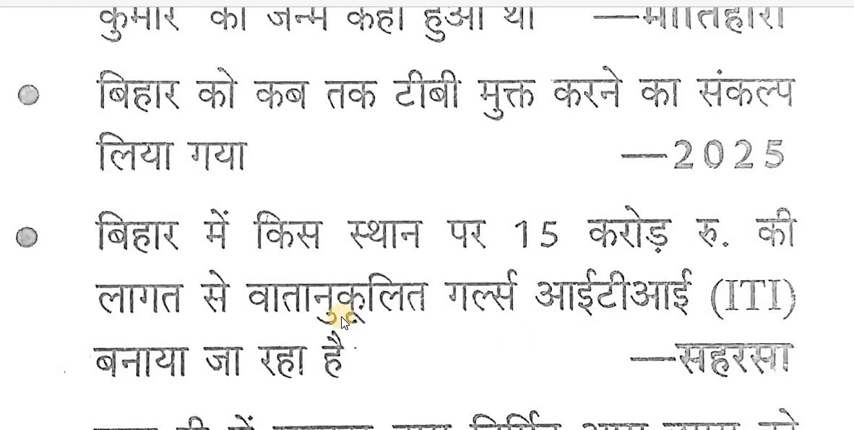 कुमार का जन्म कहाँ हुआ था —मोतिहारी
बिहार को कब तक टीबी मुक्त करने का संकल्प
लिया गया —2025
बिहार में किस स्थान पर 15 करोड़ रु. की
लागत से वातानुकूलित गर्ल्स आईटीआई (ITI)
बनाया जा रहा है —सहरसा